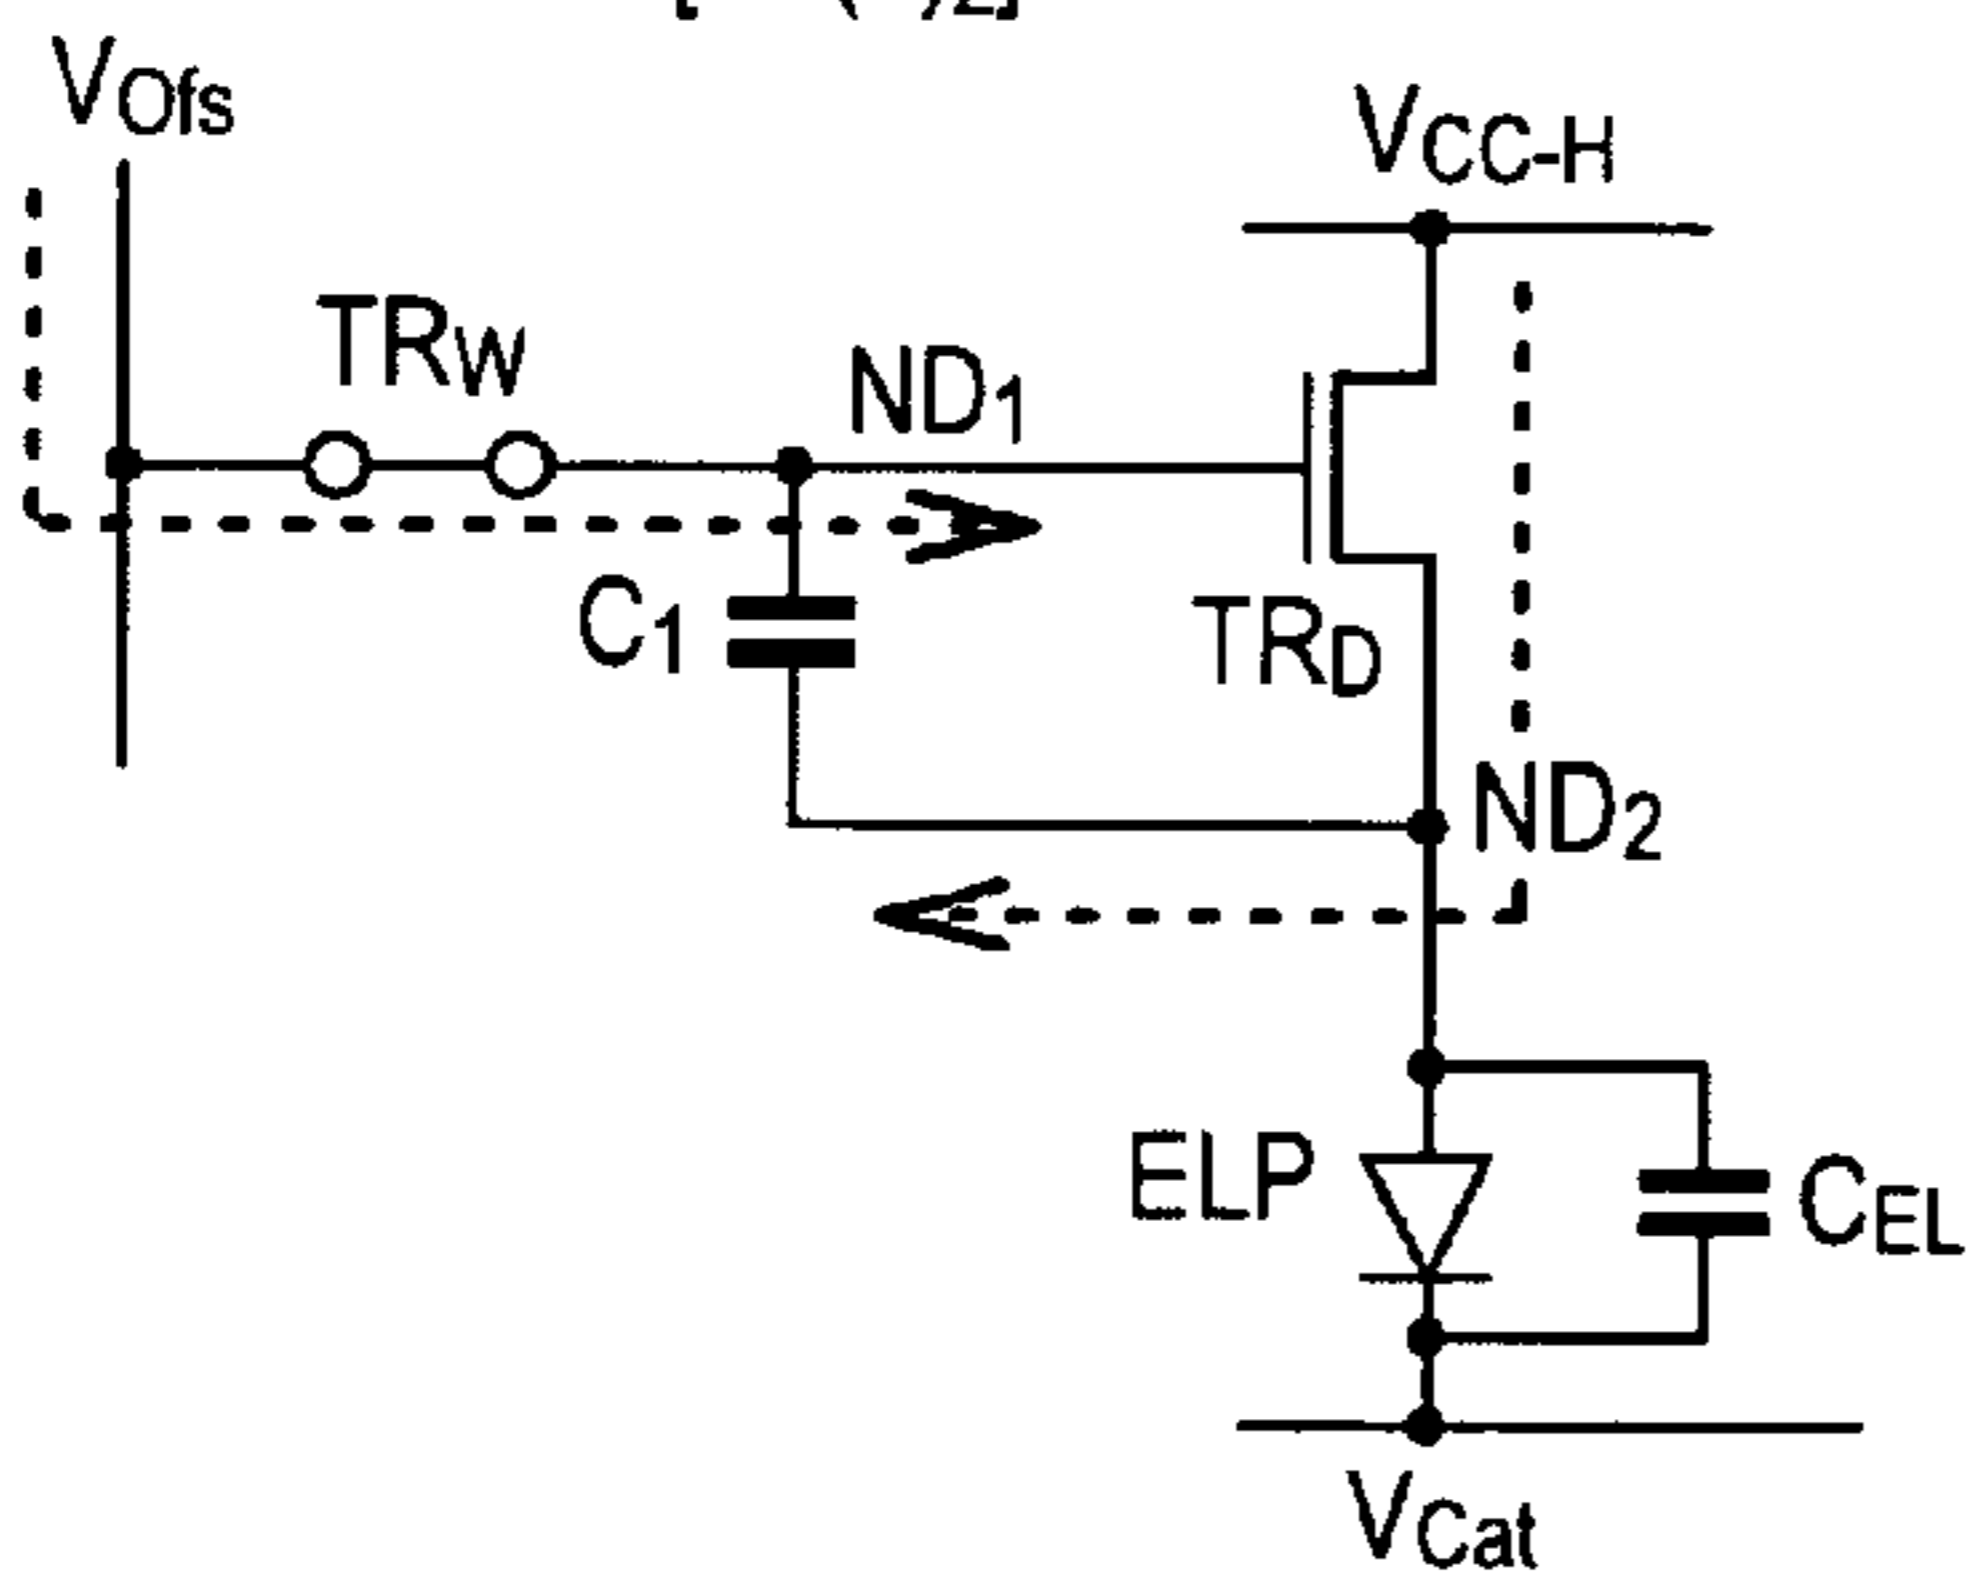 VOfs
VCC-H
TRW
ND1
C1
TRD
ND2
ELP
CEL
VCat